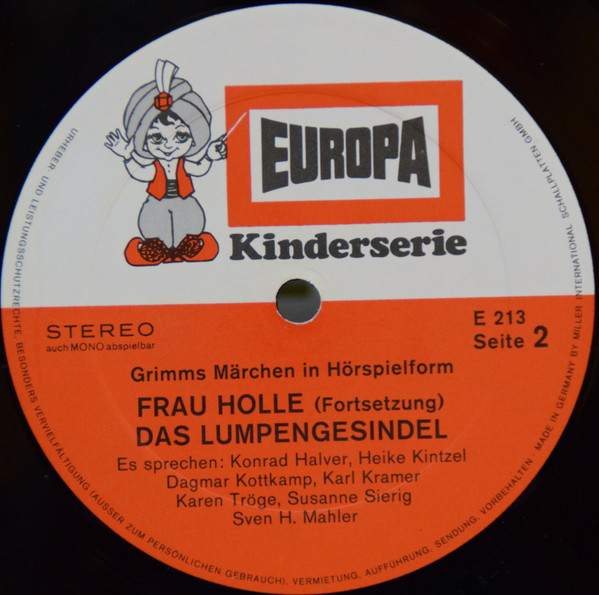 EUROPA
Kinderserie
STEREO
auch MONO abspielbar
E 213
Seite 2
Grimms Märchen in Hörspielform
FRAU HOLLE (Fortsetzung)
DAS LUMPENGESINDEL
Es sprechen: Konrad Halver, Heike Kintzel
Dagmar Kottkamp, Karl Kramer
Karen Tröge, Susanne Sierig
Sven H. Mahler
URHEBER- UND LEISTUNGSSCHUTZRECHTE, BESONDERS VERVIELFÄLTIGUNG (AUSSER ZUM PERSÖNLICHEN GEBRAUCH), VERMIETUNG, AUFFÜHRUNG, SENDUNG, VORBEHALTEN. MADE IN GERMANY BY MILLER INTERNATIONAL SCHALLPLATTEN GMBH